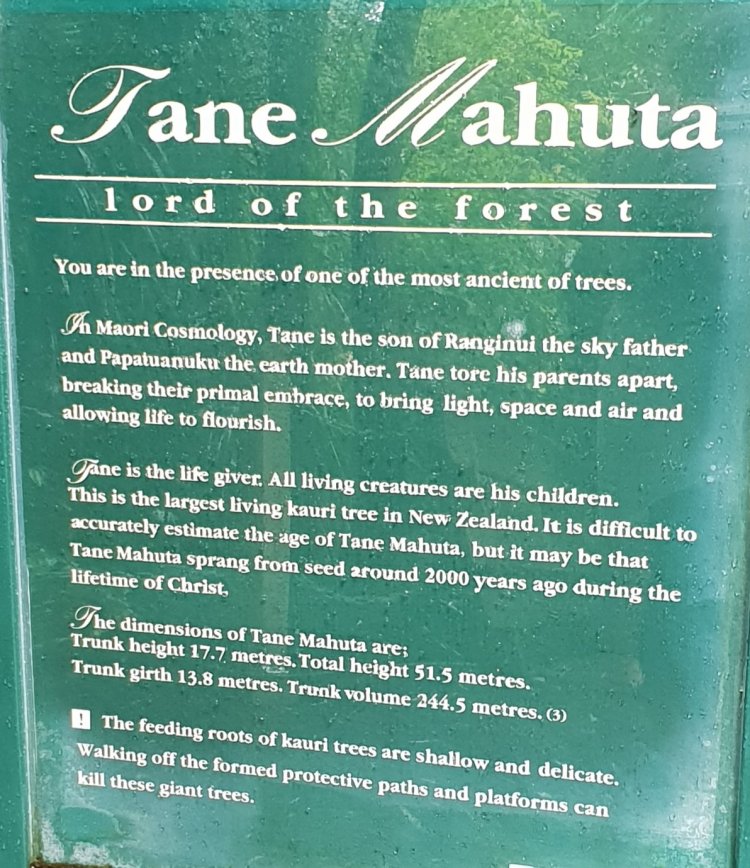 Tane Mahuta
lord of the forest
You are in the presence of one of the most ancient of trees.
In Maori Cosmology, Tane is the son of Ranginui the sky father
and Papatuanuku the earth mother. Tane tore his parents apart,
breaking their primal embrace, to bring light, space and air and
allowing life to flourish.
Tane is the life giver. All living creatures are his children.
This is the largest living kauri tree in New Zealand. It is difficult to
accurately estimate the age of Tane Mahuta, but it may be that
Tane Mahuta sprang from seed around 2000 years ago during the
lifetime of Christ.
The dimensions of Tane Mahuta are;
Trunk height 17.7 metres. Total height 51.5 metres.
Trunk girth 13.8 metres. Trunk volume 244.5 metres. (3)
! The feeding roots of kauri trees are shallow and delicate.
Walking off the formed protective paths and platforms can
kill these giant trees.